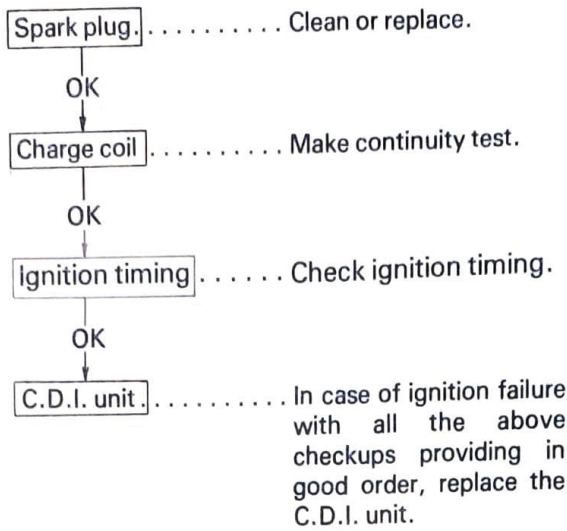 Spark plug. . . . . . . . . . . Clean or replace.
OK
Charge coil . . . . . . . . . . Make continuity test.
OK
Ignition timing . . . . . . Check ignition timing.
OK
C.D.I. unit . . . . . . . . . . . In case of ignition failure
with all the above
checkups providing in
good order, replace the
C.D.I. unit.